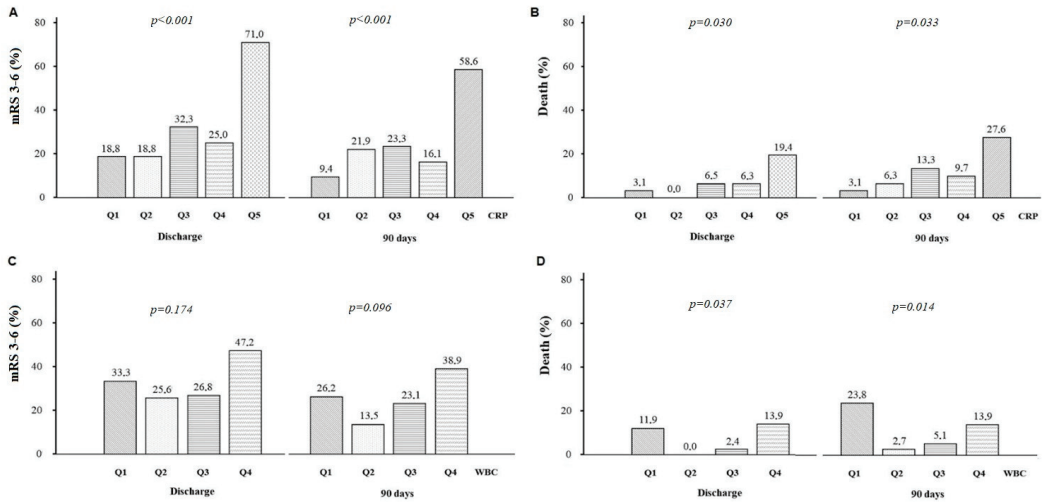 A
p<0.001
p<0.001
mRS 3-6 (%)
80
60
40
20
0
18,8
18,8
32,3
25,0
71,0
9,4
21,9
23,3
16,1
58,6
Q1 Q2 Q3 Q4 Q5
Q1 Q2 Q3 Q4 Q5 CRP
Discharge
90 days
B
p=0.030
p=0.033
Death (%)
80
60
40
20
0
3,1
0,0
6,5
6,3
19,4
3,1
6,3
13,3
9,7
27,6
Q1 Q2 Q3 Q4 Q5
Q1 Q2 Q3 Q4 Q5 CRP
Discharge
90 days
C
p=0.174
p=0.096
mRS 3-6 (%)
80
60
40
20
0
33,3
25,6
26,8
47,2
26,2
13,5
23,1
38,9
Q1 Q2 Q3 Q4
Q1 Q2 Q3 Q4 WBC
Discharge
90 days
D
p=0.037
p=0.014
Death (%)
80
60
40
20
0
11,9
0,0
2,4
13,9
23,8
2,7
5,1
13,9
Q1 Q2 Q3 Q4
Q1 Q2 Q3 Q4 WBC
Discharge
90 days